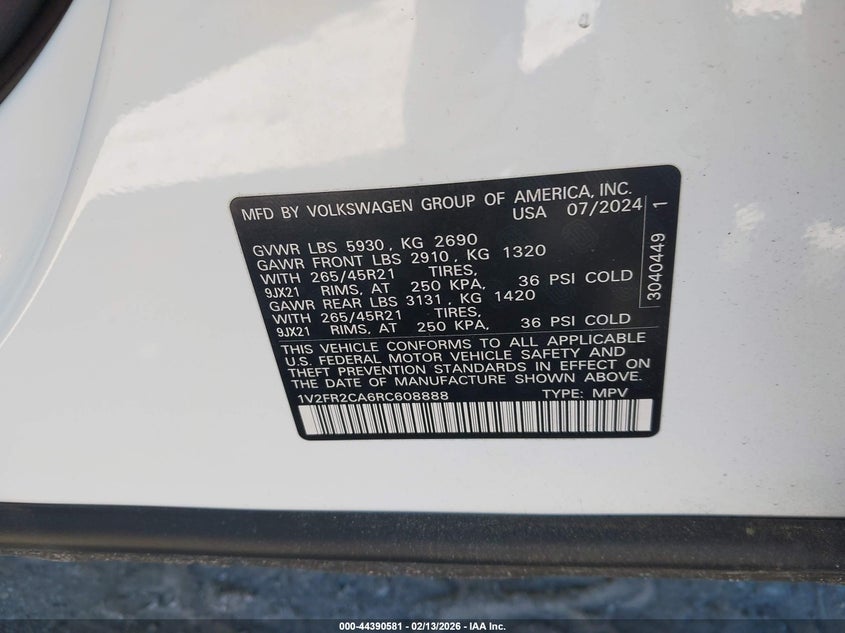 MFD BY VOLKSWAGEN GROUP OF AMERICA, INC.
USA 07/2024
GVWR LBS 5930, KG 2690
GAWR FRONT LBS 2910, KG 1320
WITH 265/45R21 TIRES,
9JX21 RIMS, AT 250 KPA, 36 PSI COLD
GAWR REAR LBS 3131, KG 1420
WITH 265/45R21 TIRES,
9JX21 RIMS, AT 250 KPA, 36 PSI COLD
3040449 1
THIS VEHICLE CONFORMS TO ALL APPLICABLE
U.S. FEDERAL MOTOR VEHICLE SAFETY AND
THEFT PREVENTION STANDARDS IN EFFECT ON
THE DATE OF MANUFACTURE SHOWN ABOVE.
1V2FR2CA6RC608888 TYPE: MPV
000-44390581 - 02/13/2026 - IAA Inc.